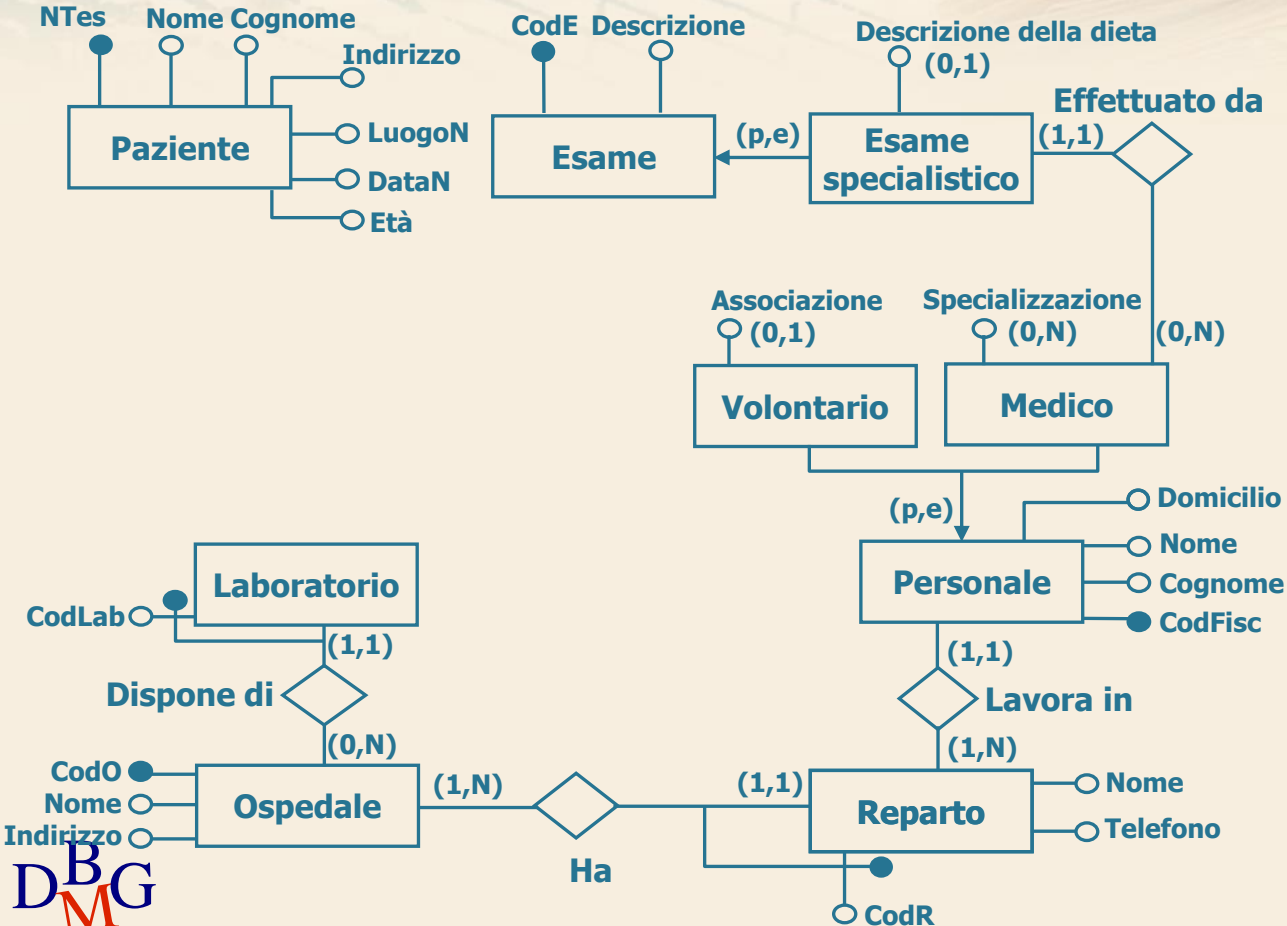 NTes
Nome Cognome
Indirizzo
LuogoN
DataN
Età
Paziente
CodE Descrizione
Esame
(p,e)
Descrizione della dieta
(0,1)
Esame
specialistico
(1,1)
Effettuato da
(0,N)
Associazione
(0,1)
Volontario
Specializzazione
(0,N)
Medico
(p,e)
Personale
Domicilio
Nome
Cognome
CodFisc
(1,1)
Lavora in
(1,N)
Laboratorio
CodLab
(1,1)
Dispone di
(0,N)
CodO
Nome
Indirizzo
Ospedale
(1,N)
Ha
(1,1)
Reparto
Nome
Telefono
CodR
DBMG